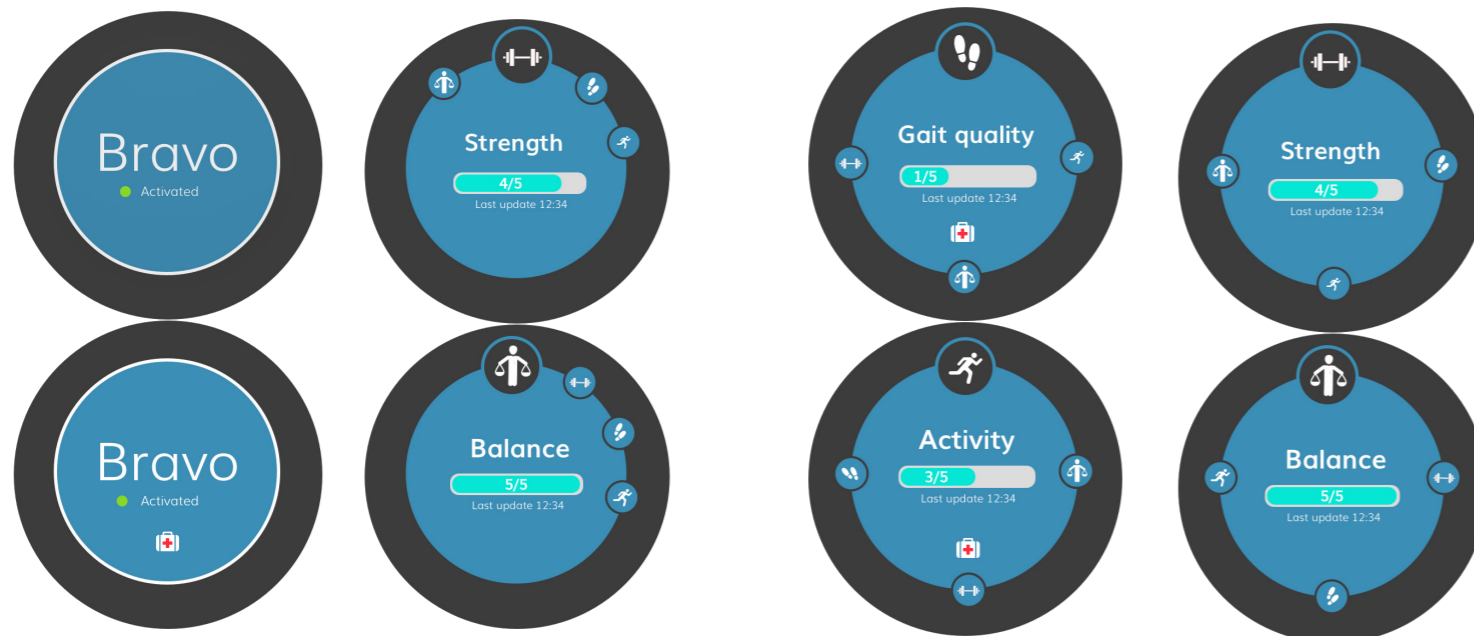 Bravo
Activated
Strength
4/5
Last update 12:34
Gait quality
1/5
Last update 12:34
Strength
4/5
Last update 12:34
Bravo
Activated
Balance
5/5
Last update 12:34
Activity
3/5
Last update 12:34
Balance
5/5
Last update 12:34